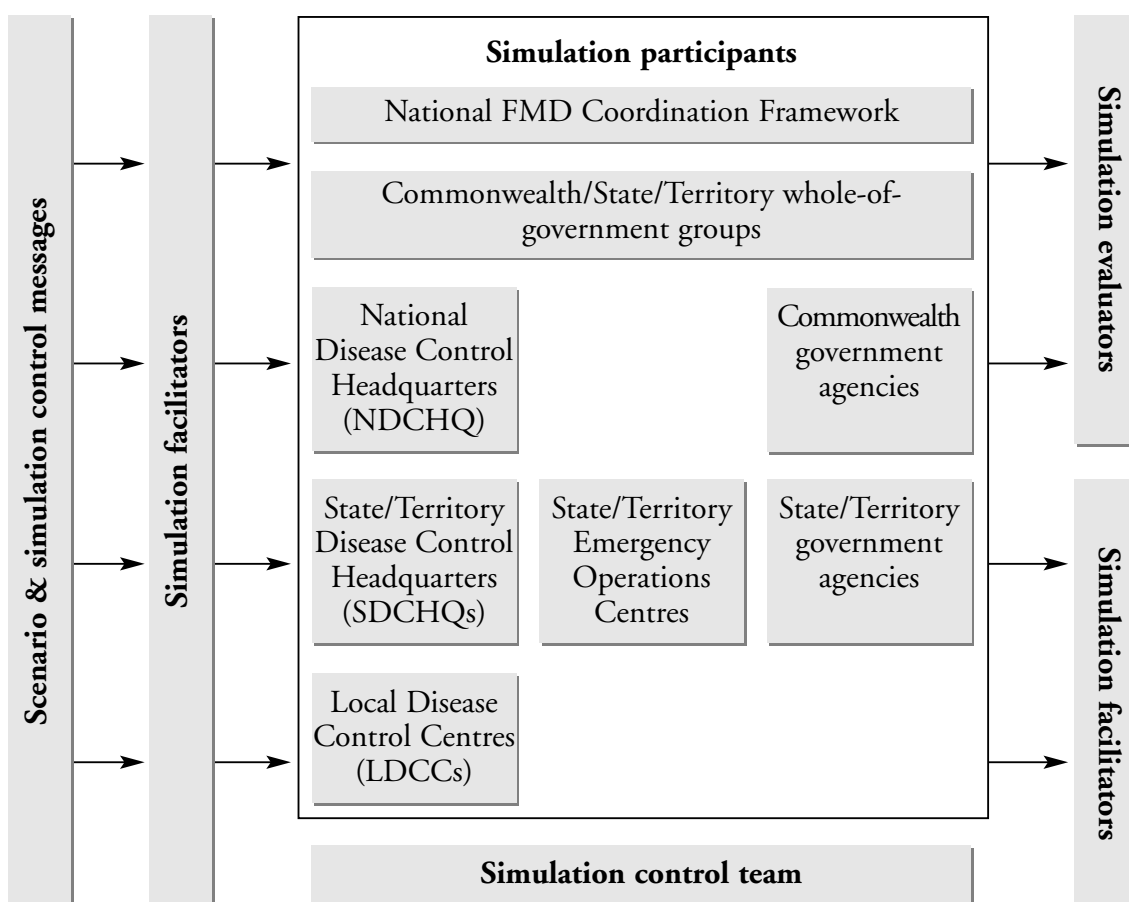 Scenario & simulation control messages
Simulation facilitators
Simulation participants
National FMD Coordination Framework
Commonwealth/State/Territory whole-of-
government groups
National
Disease Control
Headquarters
(NDCHQ)
Commonwealth
government
agencies
State/Territory
Disease Control
Headquarters
(SDCHQs)
State/Territory
Emergency
Operations
Centres
State/Territory
government
agencies
Local Disease
Control Centres
(LDCCs)
Simulation control team
Simulation evaluators
Simulation facilitators